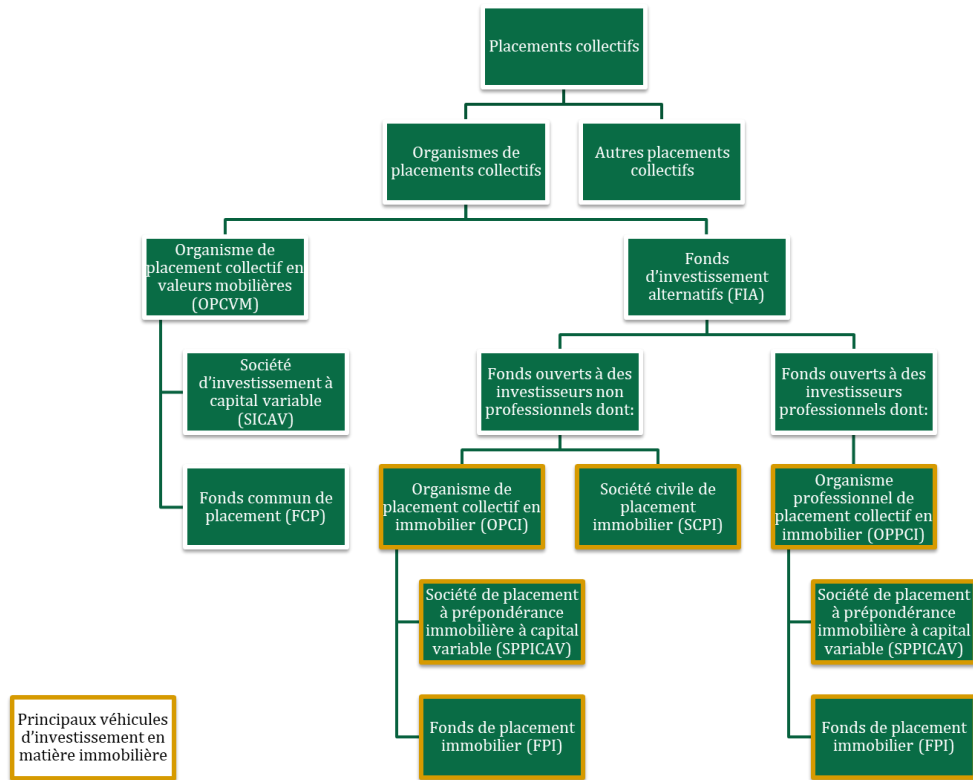 Placements collectifs
Organismes de
placements collectifs
Autres placements
collectifs
Organisme de
placement collectif en
valeurs mobilières
(OPCVM)
Fonds
d'investissement
alternatifs (FIA)
Société
d'investissement à
capital variable
(SICAV)
Fonds commun de
placement (FCP)
Fonds ouverts à des
investisseurs non
professionnels dont:
Fonds ouverts à des
investisseurs
professionnels dont:
Organisme de
placement collectif en
immobilier (OPCI)
Société civile de
placement
immobilier (SCPI)
Organisme
professionnel de
placement collectif en
immobilier (OPPCI)
Société de placement
à prépondérance
immobilière à capital
variable (SPPICAV)
Société de placement
à prépondérance
immobilière à capital
variable (SPPICAV)
Fonds de placement
immobilier (FPI)
Fonds de placement
immobilier (FPI)
Principaux véhicules
d'investissement en
matière immobilière